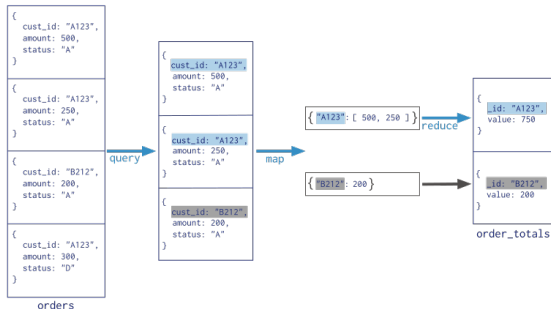 {
cust_id: "A123",
amount: 500,
status: "A"
}
{
cust_id: "A123",
amount: 250,
status: "A"
}
{
cust_id: "B212",
amount: 200,
status: "A"
}
{
cust_id: "A123",
amount: 300,
status: "D"
}
orders
query
{
cust_id: "A123",
amount: 500,
status: "A"
}
{
cust_id: "A123",
amount: 250,
status: "A"
}
{
cust_id: "B212",
amount: 200,
status: "A"
}
map
{ "A123": [ 500, 250 ] }
{ "B212": 200 }
reduce
{
_id: "A123",
value: 750
}
{
_id: "B212",
value: 200
}
order_totals